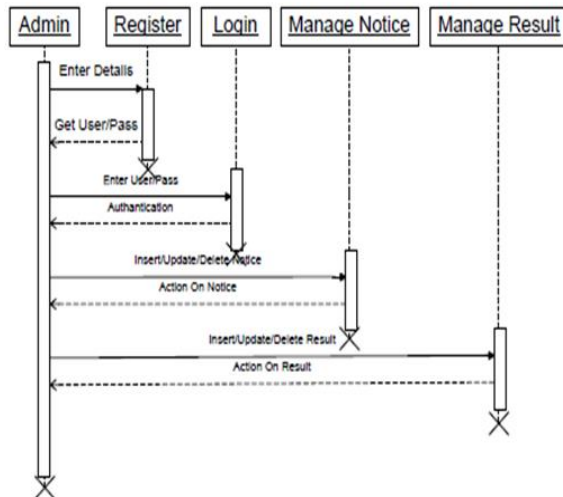 Admin
Register
Login
Manage Notice
Manage Result
Enter Details
Get User/Pass
Enter User/Pass
Authantication
Insert/Update/Delete Notice
Action On Notice
Insert/Update/Delete Result
Action On Result